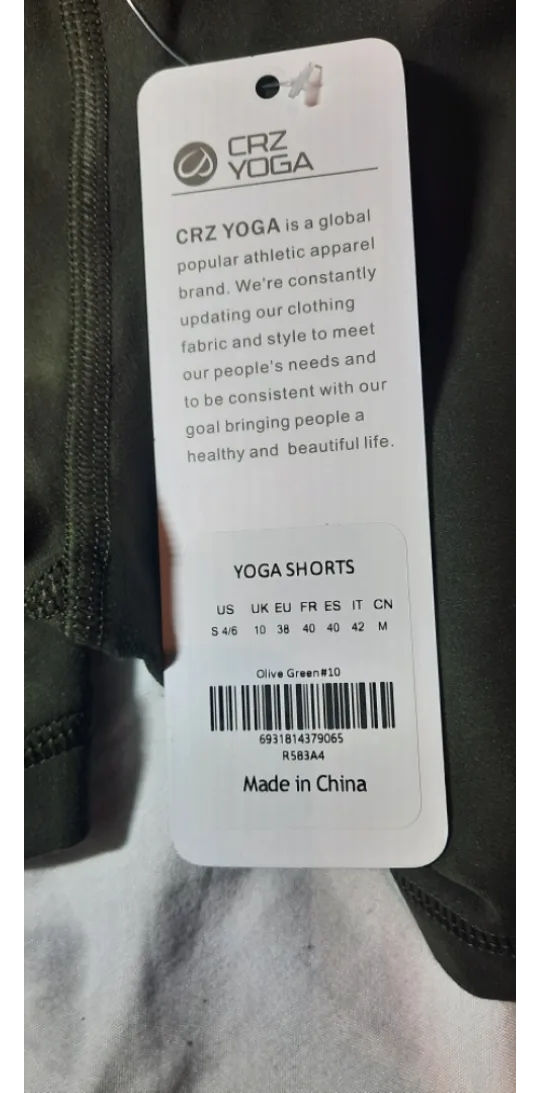 CRZ
YOGA
CRZ YOGA is a global
popular athletic apparel
brand. We're constantly
updating our clothing
fabric and style to meet
our people's needs and
to be consistent with our
goal bringing people a
healthy and beautiful life.
YOGA SHORTS
US UK EU FR ES IT CN
S 4/6 10 38 40 40 42 M
Olive Green#10
6931814379065
R583A4
Made in China